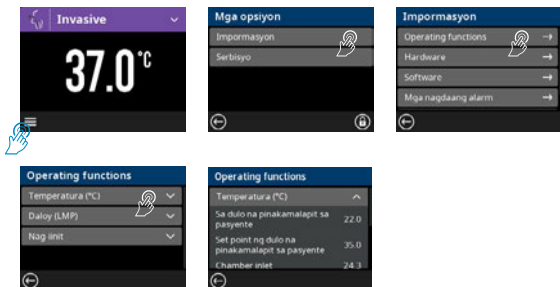 Invasive
37.0°C
Mga opsiyon
Impormasyon
Serbisyo
Impormasyon
Operating functions
Hardware
Software
Mga nagdaang alarm
Operating functions
Temperatura (°C)
Daloy (LMP)
Nag iinit
Operating functions
Temperatura (°C)
Sa dulo na pinakamalapit sa
pasyente 22.0
Set point ng dulo na
pinakamalapit sa pasyente 35.0
Chamber inlet 24.3